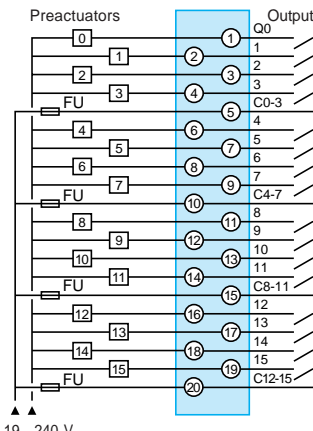 Preactuators Output
0 1 Q0
1 2 1
2 3 2
3 4 3
FU 5 C0-3
4 6 4
5 7 5
6 8 6
7 9 7
FU 10 C4-7
8 11 8
9 12 9
10 13 10
11 14 11
FU 15 C8-11
12 16 12
13 17 13
14 18 14
15 19 15
FU 20 C12-15
19...240 V